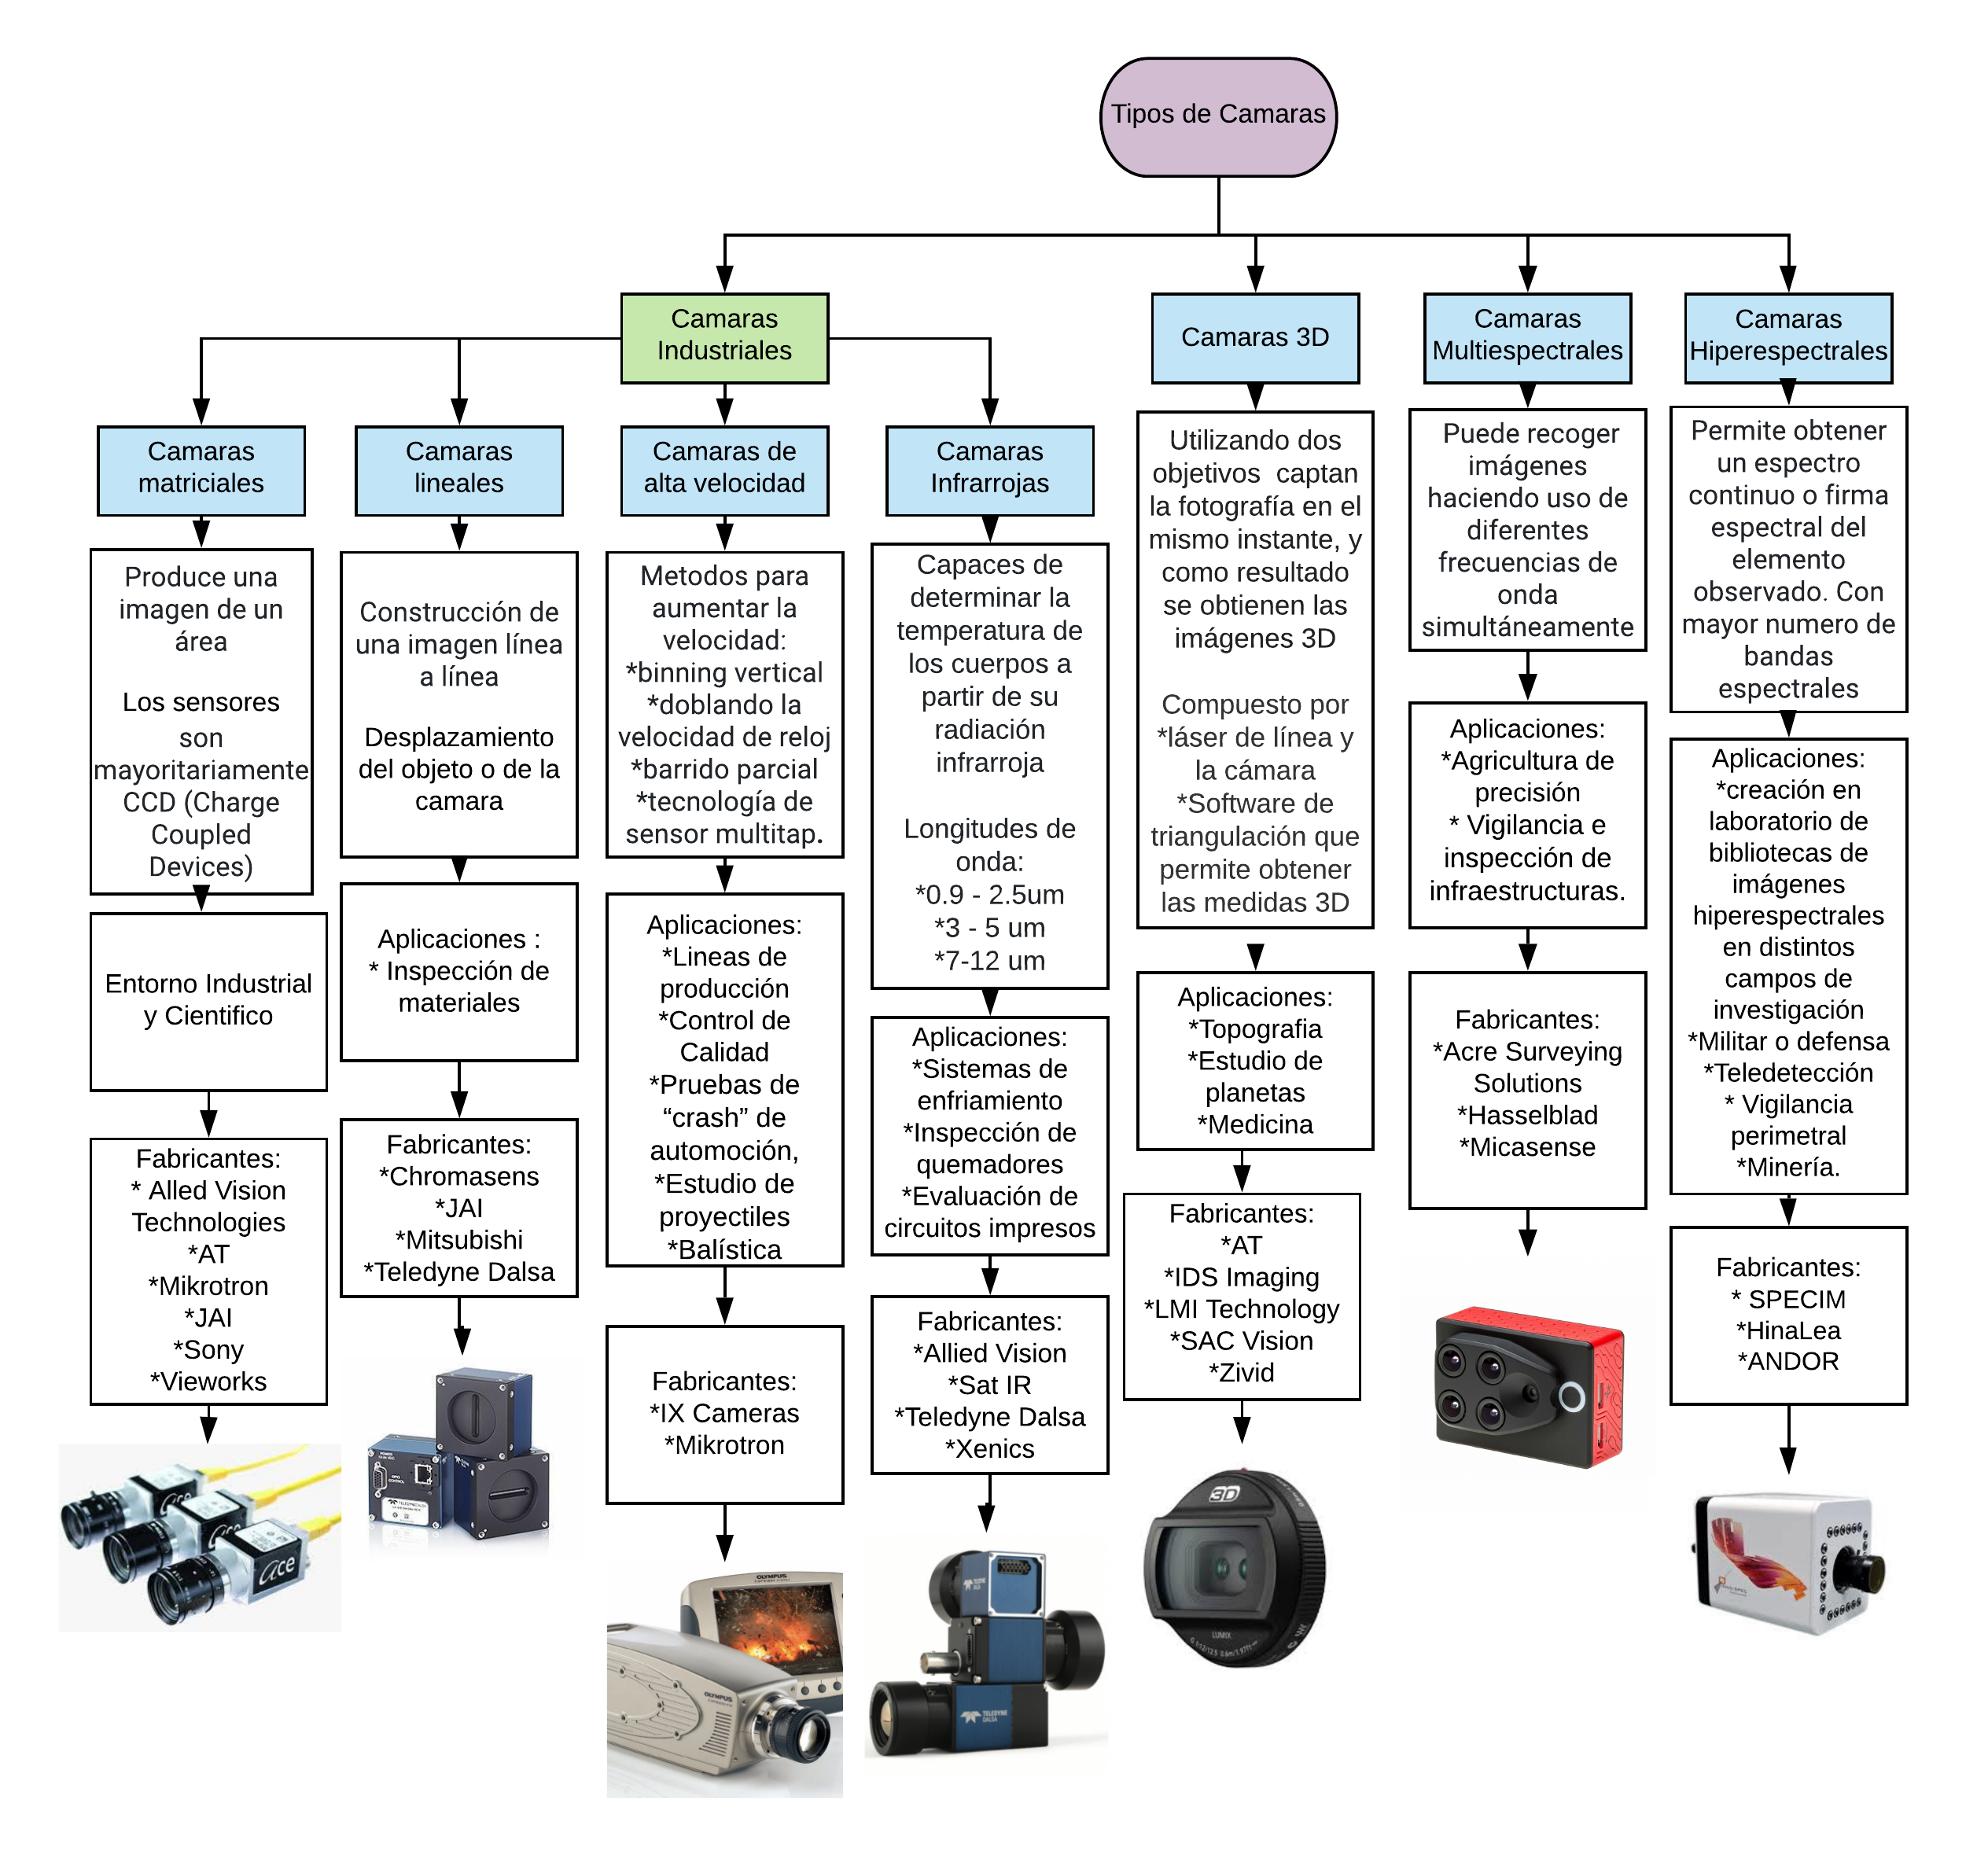 Tipos de Camaras
Camaras
Industriales
Camaras 3D
Camaras
Multiespectrales
Camaras
Hiperespectrales
Camaras
matriciales
Camaras
lineales
Camaras de
alta velocidad
Camaras
Infrarrojas
Produce una
imagen de un
área
Los sensores
son
mayoritariamente
CCD (Charge
Coupled
Devices)
Entorno Industrial
y Cientifico
Fabricantes:
* Alled Vision
Technologies
*AT
*Mikrotron
*JAI
*Sony
*Vieworks
ace
ace
ace
Construcción de
una imagen línea
a línea
Desplazamiento
del objeto o de la
camara
Aplicaciones :
* Inspección de
materiales
Fabricantes:
*Chromasens
*JAI
*Mitsubishi
*Teledyne Dalsa
Metodos para
aumentar la
velocidad:
*binning vertical
*doblando la
velocidad de reloj
*barrido parcial
*tecnología de
sensor multitap.
Aplicaciones:
*Lineas de
producción
*Control de
Calidad
*Pruebas de
“crash” de
automoción,
*Estudio de
proyectiles
*Balística
Fabricantes:
*IX Cameras
*Mikrotron
OLYMPUS
OLYMPUS
Capaces de
determinar la
temperatura de
los cuerpos a
partir de su
radiación
infrarroja
Longitudes de
onda:
*0.9 - 2.5um
*3 - 5 um
*7-12 um
Aplicaciones:
*Sistemas de
enfriamiento
*Inspección de
quemadores
*Evaluación de
circuitos impresos
Fabricantes:
*Allied Vision
*Sat IR
*Teledyne Dalsa
*Xenics
TELEDYNE
DALSA
Utilizando dos
objetivos captan
la fotografía en el
mismo instante, y
como resultado
se obtienen las
imágenes 3D
Compuesto por
*láser de línea y
la cámara
*Software de
triangulación que
permite obtener
las medidas 3D
Aplicaciones:
*Topografia
*Estudio de
planetas
*Medicina
Fabricantes:
*AT
*IDS Imaging
*LMI Technology
*SAC Vision
*Zivid
3D
LUMIX
Puede recoger
imágenes
haciendo uso de
diferentes
frecuencias de
onda
simultáneamente
Aplicaciones:
*Agricultura de
precisión
* Vigilancia e
inspección de
infraestructuras.
Fabricantes:
*Acre Surveying
Solutions
*Hasselblad
*Micasense
Permite obtener
un espectro
continuo o firma
espectral del
elemento
observado. Con
mayor numero de
bandas
espectrales
Aplicaciones:
*creación en
laboratorio de
bibliotecas de
imágenes
hiperespectrales
en distintos
campos de
investigación
*Militar o defensa
*Teledetección
* Vigilancia
perimetral
*Minería.
Fabricantes:
* SPECIM
*HinaLea
*ANDOR